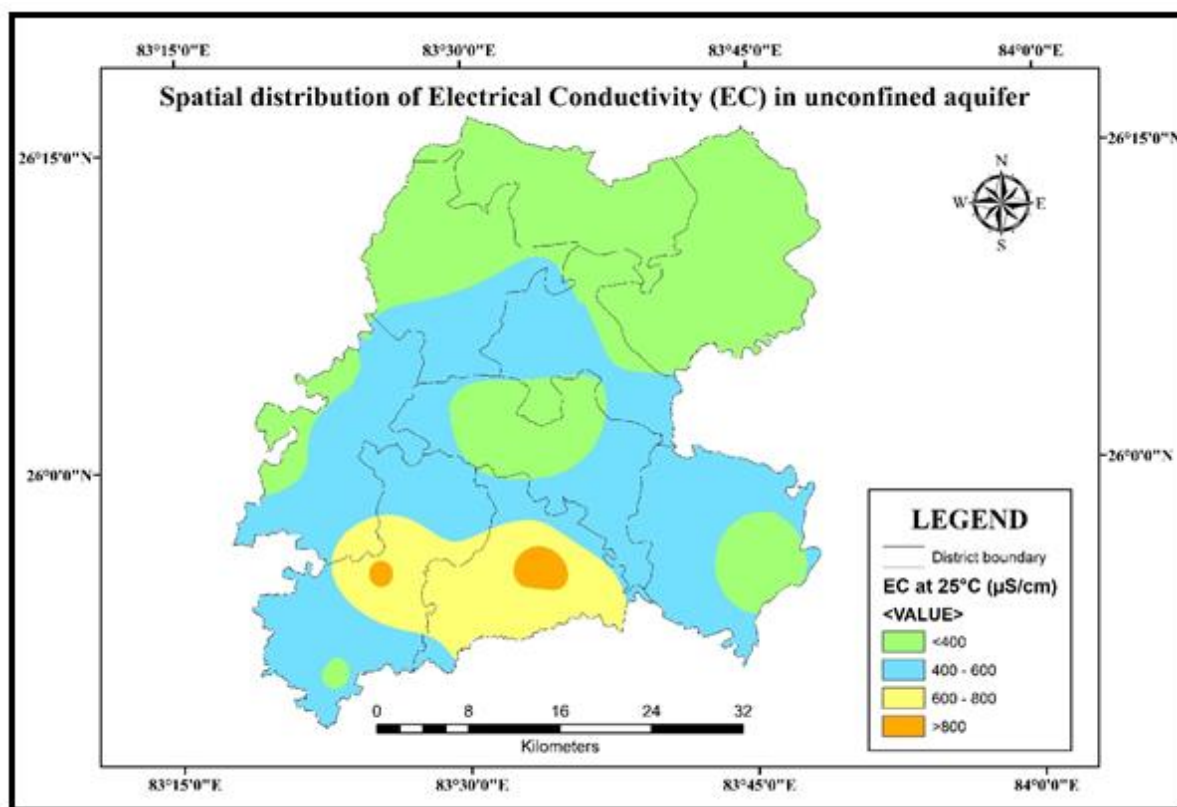 83°15'0"E 83°30'0"E 83°45'0"E 84°0'0"E
Spatial distribution of Electrical Conductivity (EC) in unconfined aquifer
26°15'0"N 26°15'0"N
N
W E
S
26°0'0"N 26°0'0"N
LEGEND
District boundary
EC at 25°C (µS/cm)
<VALUE>
<400
400 - 600
600 - 800
>800
0 8 16 24 32
Kilometers
83°15'0"E 83°30'0"E 83°45'0"E 84°0'0"E